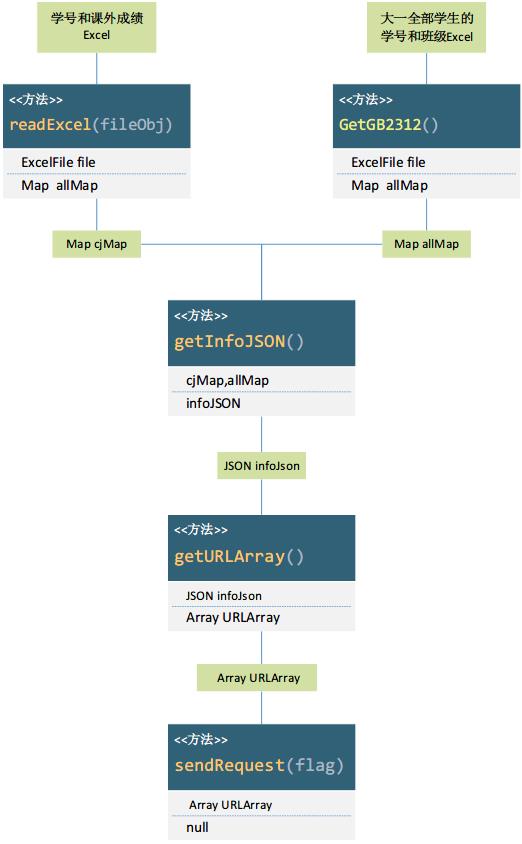 学号和课外成绩
Excel
大一全部学生的
学号和班级Excel
<<方法>>
readExcel(fileObj)
ExcelFile file
Map allMap
<<方法>>
GetGB2312()
ExcelFile file
Map allMap
Map cjMap
Map allMap
<<方法>>
getInfoJSON()
cjMap,allMap
infoJSON
JSON infoJson
<<方法>>
getURLArray()
JSON infoJson
Array URLArray
Array URLArray
<<方法>>
sendRequest(flag)
Array URLArray
null